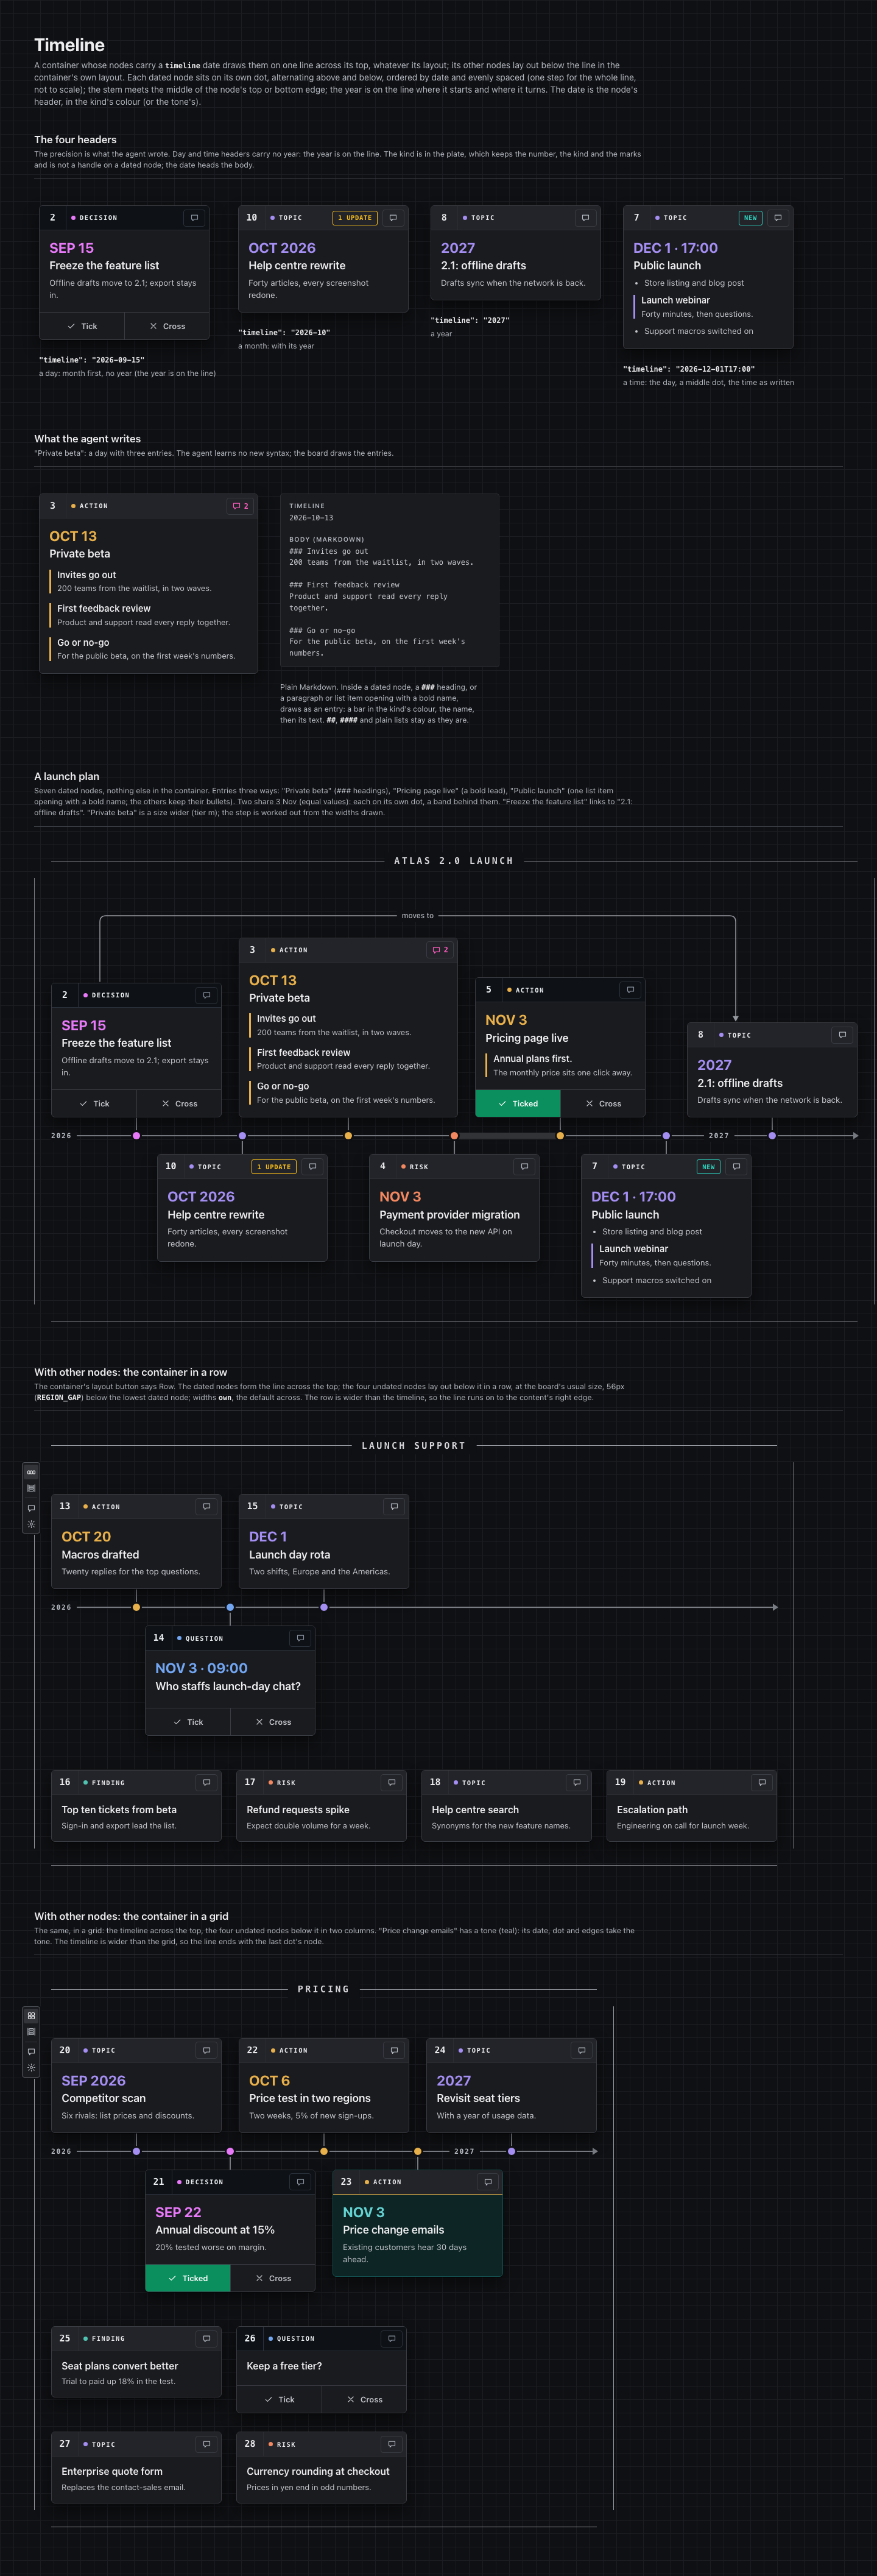 Timeline
A container whose nodes carry a timeline date draws them on one line across its top, whatever its layout; its other nodes lay out below the line in the
container's own layout. Each dated node sits on its own dot, alternating above and below, ordered by date and evenly spaced (one step for the whole line,
not to scale); the stem meets the middle of the node's top or bottom edge; the year is on the line where it starts and where it turns. The date is the node's
header, in the kind's colour (or the tone's).
The four headers
The precision is what the agent wrote. Day and time headers carry no year: the year is on the line. The kind is in the plate, which keeps the number, the kind and the marks
and is not a handle on a dated node; the date heads the body.
2 DECISION
SEP 15
Freeze the feature list
Offline drafts move to 2.1; export stays
in.
Tick Cross
"timeline": "2026-09-15"
a day: month first, no year (the year is on the line)
10 TOPIC 1 UPDATE
OCT 2026
Help centre rewrite
Forty articles, every screenshot
redone.
"timeline": "2026-10"
a month: with its year
8 TOPIC
2027
2.1: offline drafts
Drafts sync when the network is back.
"timeline": "2027"
a year
7 TOPIC NEW
DEC 1 · 17:00
Public launch
• Store listing and blog post
Launch webinar
Forty minutes, then questions.
• Support macros switched on
"timeline": "2026-12-01T17:00"
a time: the day, a middle dot, the time as written
What the agent writes
"Private beta": a day with three entries. The agent learns no new syntax; the board draws the entries.
3 ACTION 2
OCT 13
Private beta
Invites go out
200 teams from the waitlist, in two waves.
First feedback review
Product and support read every reply together.
Go or no-go
For the public beta, on the first week's numbers.
TIMELINE
2026-10-13
BODY (MARKDOWN)
### Invites go out
200 teams from the waitlist, in two waves.
### First feedback review
Product and support read every reply
together.
### Go or no-go
For the public beta, on the first week's
numbers.
Plain Markdown. Inside a dated node, a ### heading, or
a paragraph or list item opening with a bold name,
draws as an entry: a bar in the kind's colour, the name,
then its text. ##, #### and plain lists stay as they are.
A launch plan
Seven dated nodes, nothing else in the container. Entries three ways: "Private beta" (### headings), "Pricing page live" (a bold lead), "Public launch" (one list item
opening with a bold name; the others keep their bullets). Two share 3 Nov (equal values): each on its own dot, a band behind them. "Freeze the feature list" links to "2.1:
offline drafts". "Private beta" is a size wider (tier m); the step is worked out from the widths drawn.
ATLAS 2.0 LAUNCH
moves to
2 DECISION
SEP 15
Freeze the feature list
Offline drafts move to 2.1; export stays
in.
Tick Cross
3 ACTION 2
OCT 13
Private beta
Invites go out
200 teams from the waitlist, in two waves.
First feedback review
Product and support read every reply together.
Go or no-go
For the public beta, on the first week's numbers.
5 ACTION
NOV 3
Pricing page live
Annual plans first.
The monthly price sits one click away.
Ticked Cross
8 TOPIC
2027
2.1: offline drafts
Drafts sync when the network is back.
2026 2027
10 TOPIC 1 UPDATE
OCT 2026
Help centre rewrite
Forty articles, every screenshot
redone.
4 RISK
NOV 3
Payment provider migration
Checkout moves to the new API on
launch day.
7 TOPIC NEW
DEC 1 · 17:00
Public launch
• Store listing and blog post
Launch webinar
Forty minutes, then questions.
• Support macros switched on
With other nodes: the container in a row
The container's layout button says Row. The dated nodes form the line across the top; the four undated nodes lay out below it in a row, at the board's usual size, 56px
(REGION_GAP) below the lowest dated node; widths own, the default across. The row is wider than the timeline, so the line runs on to the content's right edge.
LAUNCH SUPPORT
13 ACTION
OCT 20
Macros drafted
Twenty replies for the top questions.
15 TOPIC
DEC 1
Launch day rota
Two shifts, Europe and the Americas.
2026
14 QUESTION
NOV 3 · 09:00
Who staffs launch-day chat?
Tick Cross
16 FINDING
Top ten tickets from beta
Sign-in and export lead the list.
17 RISK
Refund requests spike
Expect double volume for a week.
18 TOPIC
Help centre search
Synonyms for the new feature names.
19 ACTION
Escalation path
Engineering on call for launch week.
With other nodes: the container in a grid
The same, in a grid: the timeline across the top, the four undated nodes below it in two columns. "Price change emails" has a tone (teal): its date, dot and edges take the
tone. The timeline is wider than the grid, so the line ends with the last dot's node.
PRICING
20 TOPIC
SEP 2026
Competitor scan
Six rivals: list prices and discounts.
22 ACTION
OCT 6
Price test in two regions
Two weeks, 5% of new sign-ups.
24 TOPIC
2027
Revisit seat tiers
With a year of usage data.
2026 2027
21 DECISION
SEP 22
Annual discount at 15%
20% tested worse on margin.
Ticked Cross
23 ACTION
NOV 3
Price change emails
Existing customers hear 30 days
ahead.
25 FINDING
Seat plans convert better
Trial to paid up 18% in the test.
26 QUESTION
Keep a free tier?
Tick Cross
27 TOPIC
Enterprise quote form
Replaces the contact-sales email.
28 RISK
Currency rounding at checkout
Prices in yen end in odd numbers.